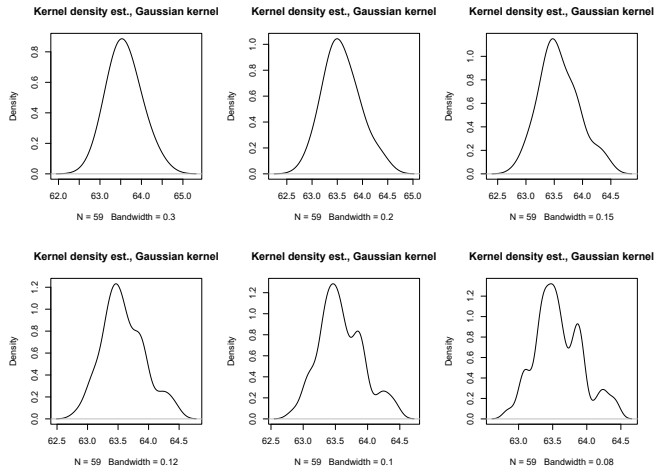 Kernel density est., Gaussian kernel
Density
0.0 0.2 0.4 0.6 0.8
62.0 63.0 64.0 65.0
N = 59 Bandwidth = 0.3
Kernel density est., Gaussian kernel
Density
0.0 0.2 0.4 0.6 0.8 1.0
62.5 63.0 63.5 64.0 64.5 65.0
N = 59 Bandwidth = 0.2
Kernel density est., Gaussian kernel
Density
0.0 0.2 0.4 0.6 0.8 1.0
62.5 63.0 63.5 64.0 64.5
N = 59 Bandwidth = 0.15
Kernel density est., Gaussian kernel
Density
0.0 0.2 0.4 0.6 0.8 1.0 1.2
62.5 63.0 63.5 64.0 64.5
N = 59 Bandwidth = 0.12
Kernel density est., Gaussian kernel
Density
0.0 0.2 0.4 0.6 0.8 1.0 1.2
62.5 63.0 63.5 64.0 64.5
N = 59 Bandwidth = 0.1
Kernel density est., Gaussian kernel
Density
0.0 0.2 0.4 0.6 0.8 1.0 1.2
63.0 63.5 64.0 64.5
N = 59 Bandwidth = 0.08